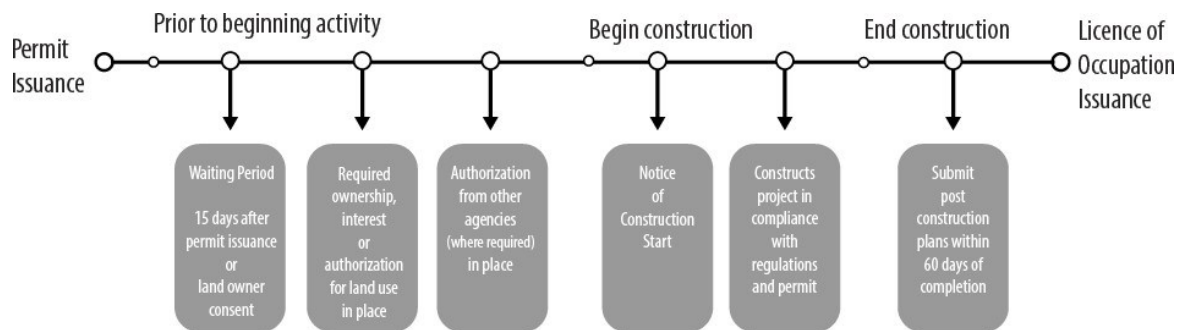 Prior to beginning activity
Begin construction
End construction
Permit
Issuance
Licence of
Occupation
Issuance
Waiting Period
15 days after
permit issuance
or
land owner
consent
Required
ownership,
interest
or
authorization
for land use
in place
Authorization
from other
agencies
(where required)
in place
Notice
of
Construction
Start
Constructs
project in
compliance
with
regulations
and permit
Submit
post
construction
plans within
60 days of
completion